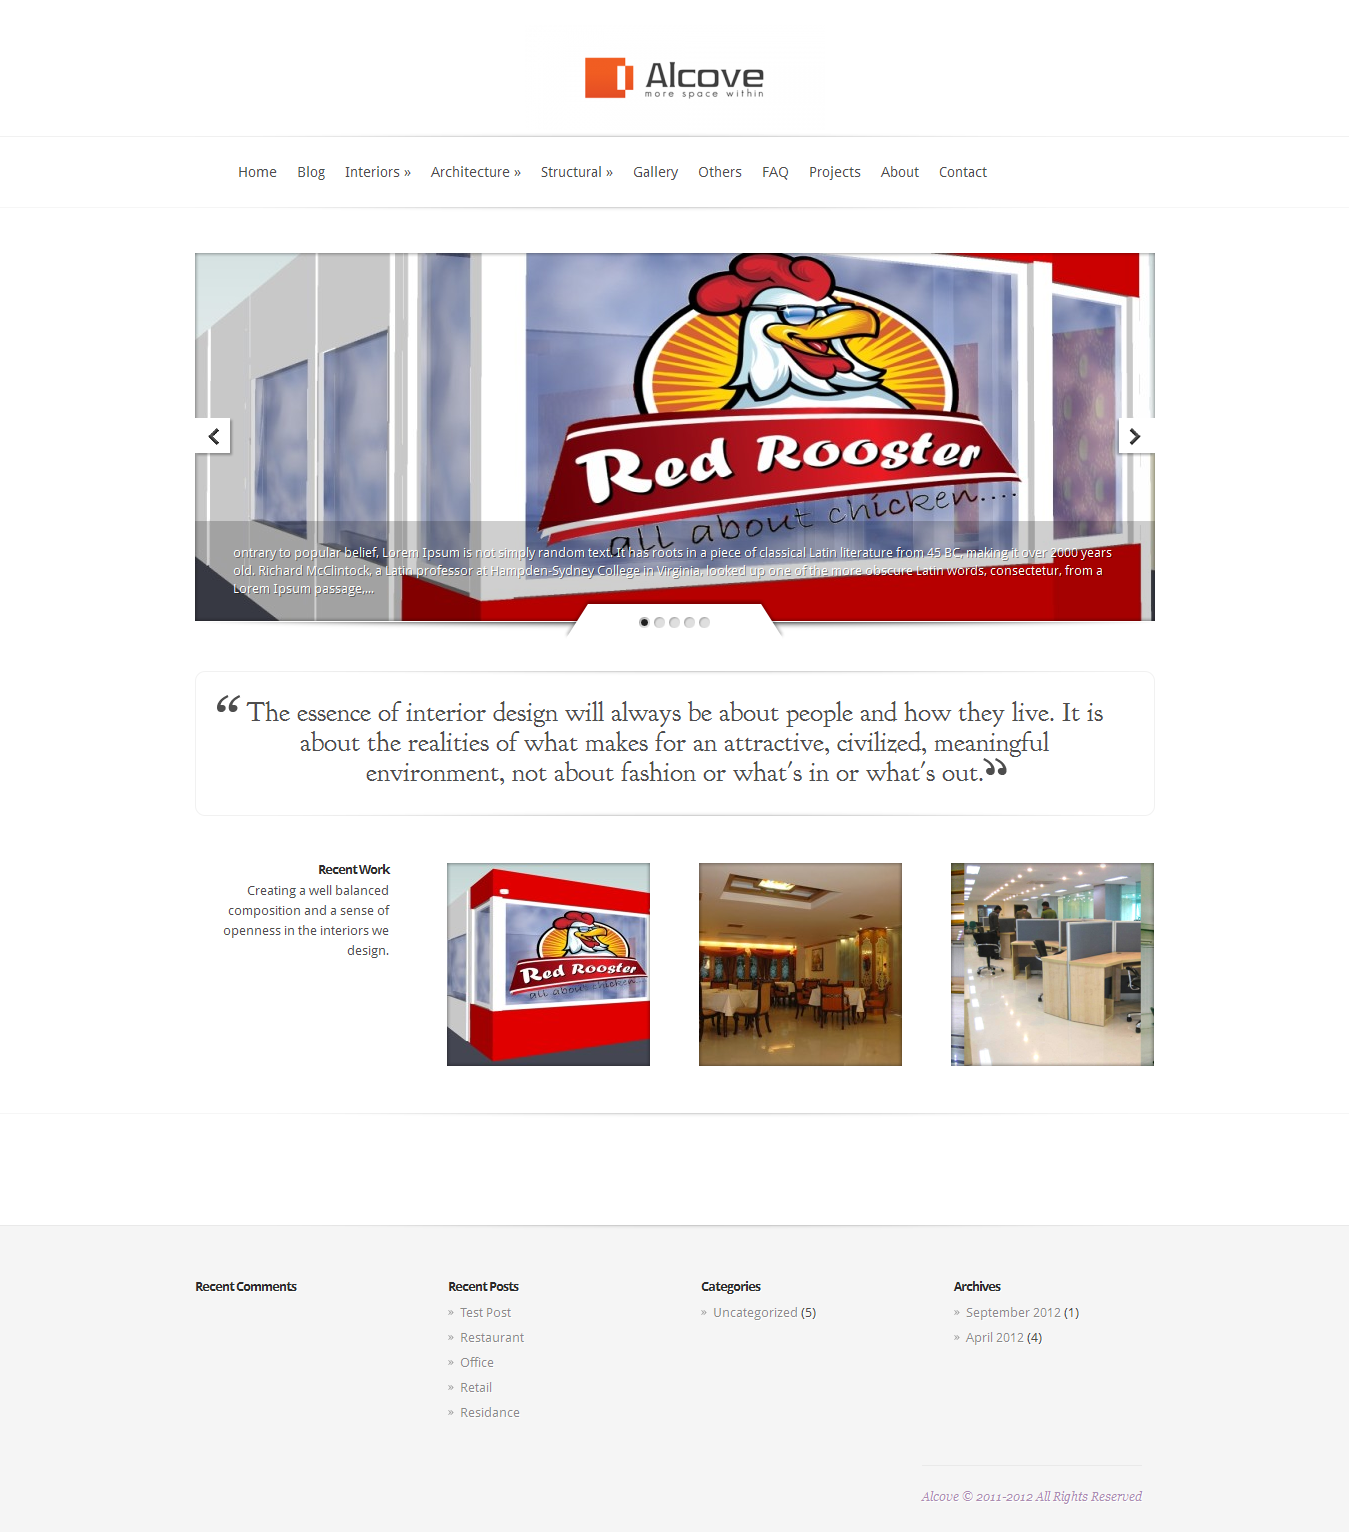 Alcove
more space within
Home Blog Interiors » Architecture » Structural » Gallery Others FAQ Projects About Contact
Red Rooster
all about chicken....
ontrary to popular belief, Lorem Ipsum is not simply random text. It has roots in a piece of classical Latin literature from 45 BC, making it over 2000 years
old. Richard McClintock, a Latin professor at Hampden-Sydney College in Virginia, looked up one of the more obscure Latin words, consectetur, from a
Lorem Ipsum passage,...
“ The essence of interior design will always be about people and how they live. It is
about the realities of what makes for an attractive, civilized, meaningful
environment, not about fashion or what's in or what's out.”
Recent Work
Creating a well balanced
composition and a sense of
openness in the interiors we
design.
Red Rooster
all about chicken....
Recent Comments
Recent Posts
» Test Post
» Restaurant
» Office
» Retail
» Residance
Categories
» Uncategorized (5)
Archives
» September 2012 (1)
» April 2012 (4)
Alcove © 2011-2012 All Rights Reserved